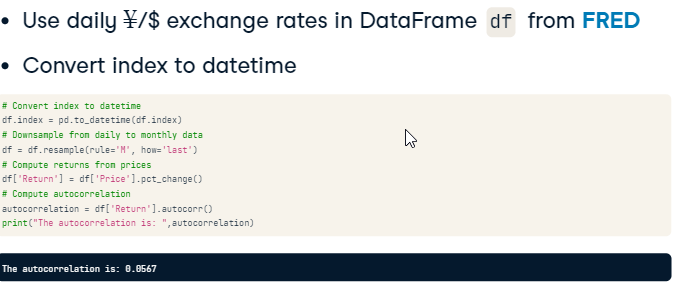 • Use daily ¥/$ exchange rates in DataFrame df from FRED
• Convert index to datetime
# Convert index to datetime
df.index = pd.to_datetime(df.index)
# Downsample from daily to monthly data
df = df.resample(rule='M', how='last')
# Compute returns from prices
df['Return'] = df['Price'].pct_change()
# Compute autocorrelation
autocorrelation = df['Return'].autocorr()
print("The autocorrelation is: ",autocorrelation)
The autocorrelation is: 0.0567